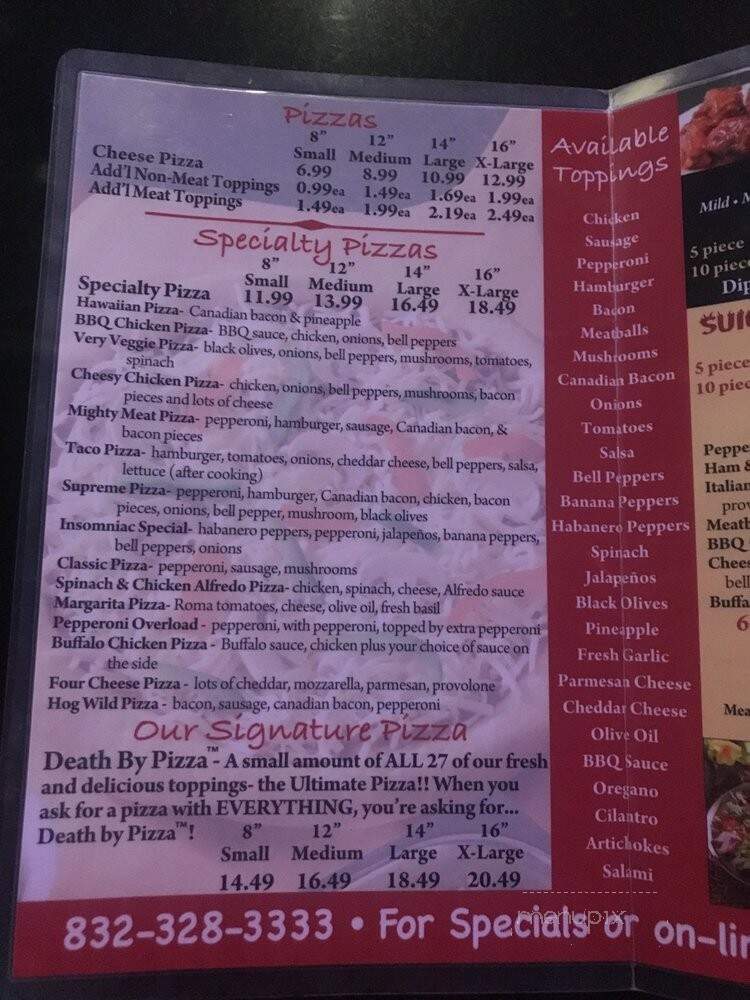 Pizzas
8" 12" 14" 16"
Small Medium Large X-Large
Cheese Pizza 6.99 8.99 10.99 12.99
Add'l Non-Meat Toppings 0.99ea 1.49ea 1.69ea 1.99ea
Add'l Meat Toppings 1.49ea 1.99ea 2.19ea 2.49ea
Specialty Pizzas
8" 12" 14" 16"
Small Medium Large X-Large
Specialty Pizza 11.99 13.99 16.49 18.49
Hawaiian Pizza- Canadian bacon & pineapple
BBQ Chicken Pizza- BBQ sauce, chicken, onions, bell peppers
Very Veggie Pizza- black olives, onions, bell peppers, mushrooms, tomatoes,
spinach
Cheesy Chicken Pizza- chicken, onions, bell peppers, mushrooms, bacon
pieces and lots of cheese
Mighty Meat Pizza- pepperoni, hamburger, sausage, Canadian bacon, &
bacon pieces
Taco Pizza- hamburger, tomatoes, onions, cheddar cheese, bell peppers, salsa,
lettuce (after cooking)
Supreme Pizza- pepperoni, hamburger, Canadian bacon, chicken, bacon
pieces, onions, bell pepper, mushroom, black olives
Insomniac Special- habanero peppers, pepperoni, jalapeños, banana peppers,
bell peppers, onions
Classic Pizza- pepperoni, sausage, mushrooms
Spinach & Chicken Alfredo Pizza- chicken, spinach, cheese, Alfredo sauce
Margarita Pizza- Roma tomatoes, cheese, olive oil, fresh basil
Pepperoni Overload - pepperoni, with pepperoni, topped by extra pepperoni
Buffalo Chicken Pizza - Buffalo sauce, chicken plus your choice of sauce on
the side
Four Cheese Pizza - lots of cheddar, mozzarella, parmesan, provolone
Hog Wild Pizza - bacon, sausage, canadian bacon, pepperoni
Our Signature Pizza
Death By Pizza™- A small amount of ALL 27 of our fresh
and delicious toppings- the Ultimate Pizza!! When you
ask for a pizza with EVERYTHING, you're asking for...
Death by Pizza™! 8" 12" 14" 16"
Small Medium Large X-Large
14.49 16.49 18.49 20.49
Available
Toppings
Chicken
Sausage
Pepperoni
Hamburger
Bacon
Meatballs
Mushrooms
Canadian Bacon
Onions
Tomatoes
Salsa
Bell Peppers
Banana Peppers
Habanero Peppers
Spinach
Jalapeños
Black Olives
Pineapple
Fresh Garlic
Parmesan Cheese
Cheddar Cheese
Olive Oil
BBQ Sauce
Oregano
Cilantro
Artichokes
Salami
Mild •
5 piece
10 piece
Dip
5 piece
10 piec
Peppe
Ham &
Italian
prov
Meatb
BBQ
Chees
bell
Buffa
6
Mea
menupix
832-328-3333 • For Specials or on-lin